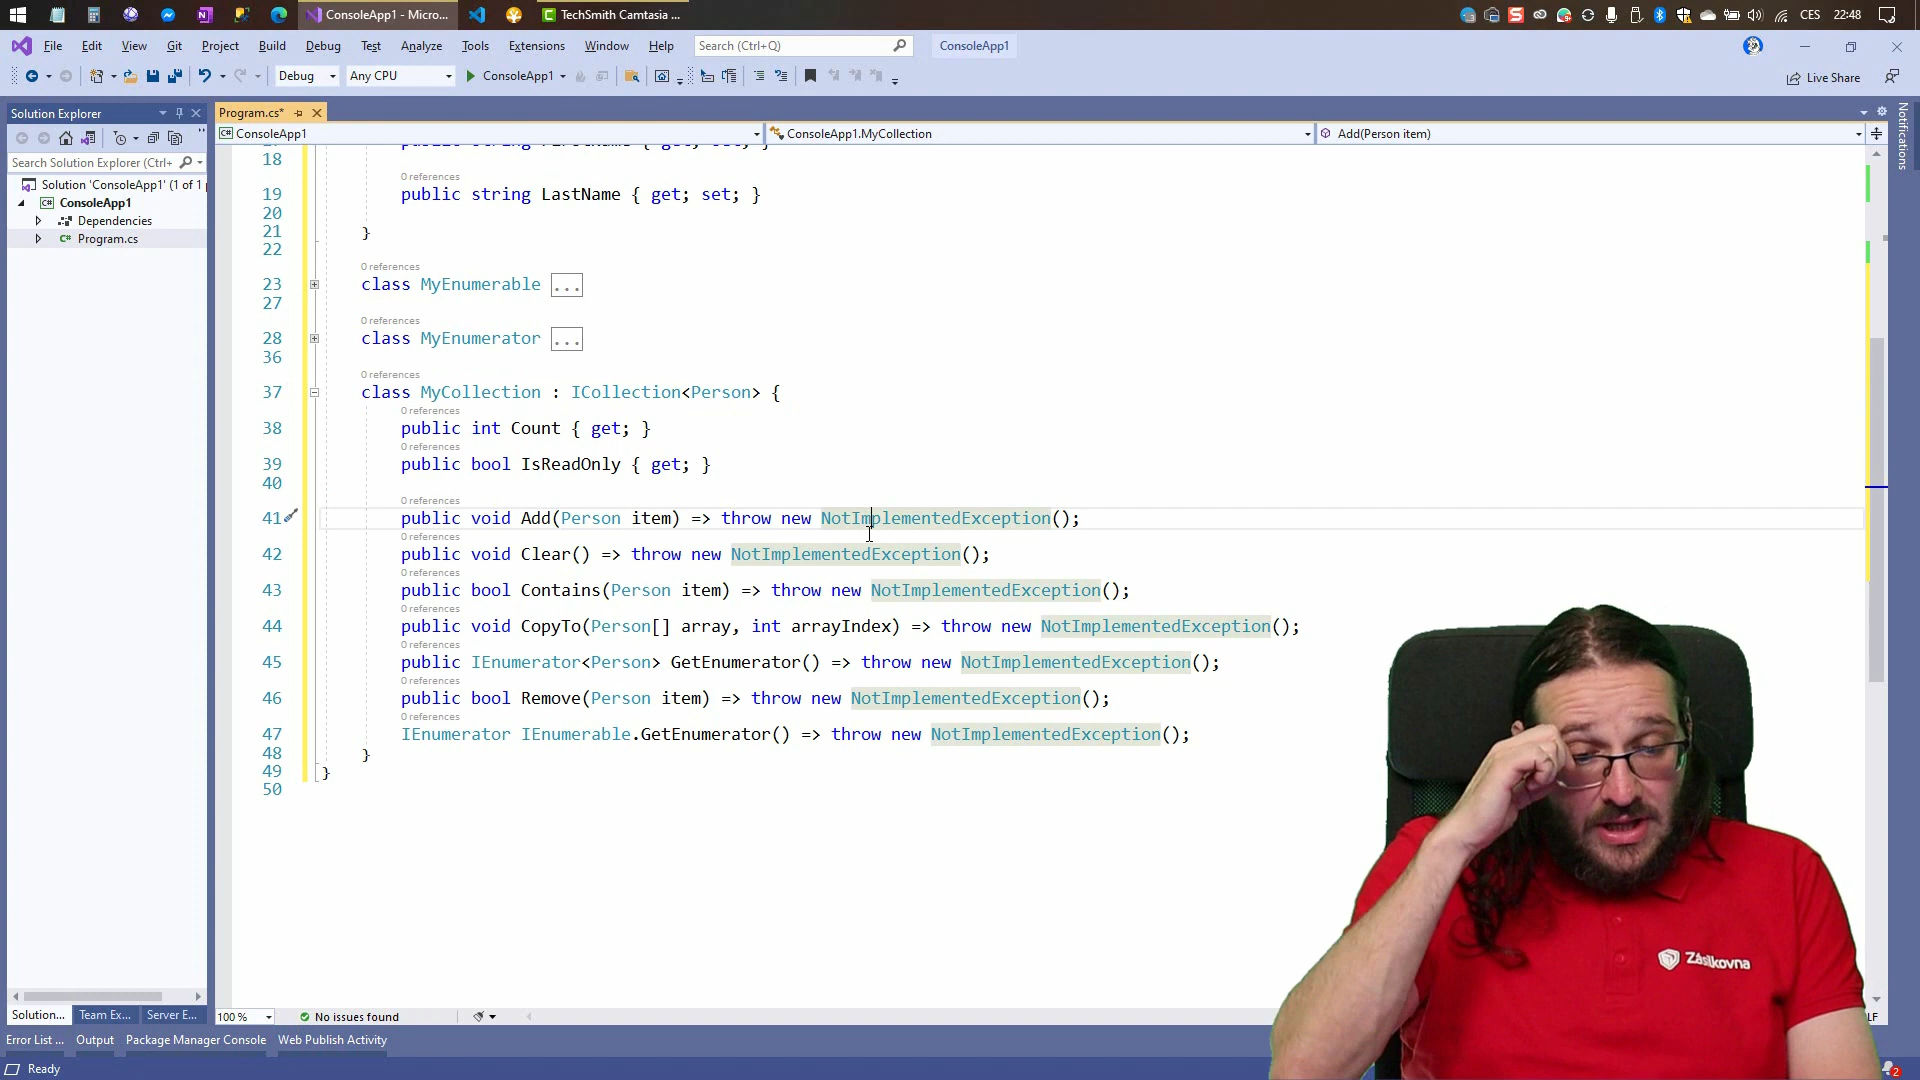 ConsoleApp1 - Micro...
TechSmith Camtasia ...
CES
22:48
File Edit View Git Project Build Debug Test Analyze Tools Extensions Window Help
Search (Ctrl+Q)
ConsoleApp1
Debug
Any CPU
ConsoleApp1
Live Share
Solution Explorer
Program.cs*
Notifications
ConsoleApp1
ConsoleApp1.MyCollection
Add(Person item)
Search Solution Explorer (Ctrl+
Solution 'ConsoleApp1' (1 of 1 p
ConsoleApp1
Dependencies
Program.cs
18
0 references
19 public string LastName { get; set; }
20
21 }
22
0 references
23 class MyEnumerable ...
27
0 references
28 class MyEnumerator ...
36
0 references
37 class MyCollection : ICollection<Person> {
0 references
38 public int Count { get; }
0 references
39 public bool IsReadOnly { get; }
40
0 references
41 public void Add(Person item) => throw new NotImplementedException();
0 references
42 public void Clear() => throw new NotImplementedException();
0 references
43 public bool Contains(Person item) => throw new NotImplementedException();
0 references
44 public void CopyTo(Person[] array, int arrayIndex) => throw new NotImplementedException();
0 references
45 public IEnumerator<Person> GetEnumerator() => throw new NotImplementedException();
0 references
46 public bool Remove(Person item) => throw new NotImplementedException();
0 references
47 IEnumerator IEnumerable.GetEnumerator() => throw new NotImplementedException();
48 }
49 }
50
Zásilkovna
Solution... Team Ex... Server E...
100 %
No issues found
LF
Error List ... Output Package Manager Console Web Publish Activity
Ready
2